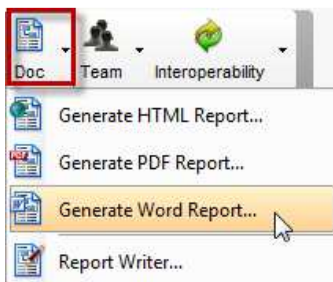 Doc Team Interoperability
Generate HTML Report...
Generate PDF Report...
Generate Word Report...
Report Writer...